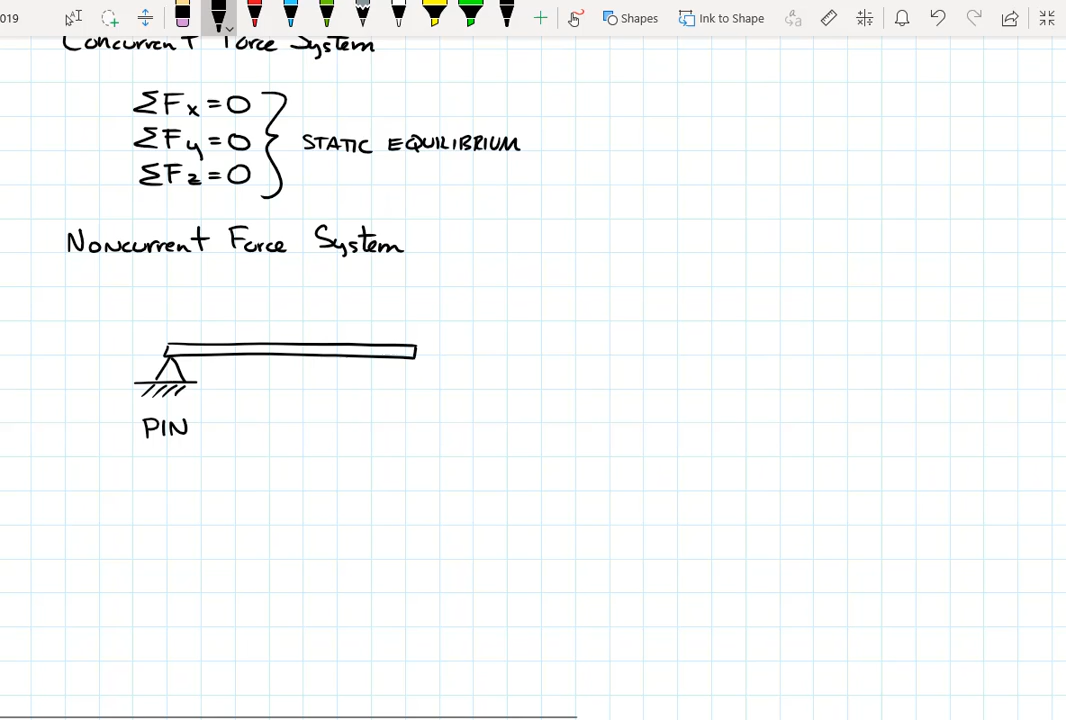 019
Shapes
Ink to Shape
Concurrent Force System
ΣFx=0
ΣFy=0
ΣFz=0
STATIC EQUILIBRIUM
Noncurrent Force System
PIN